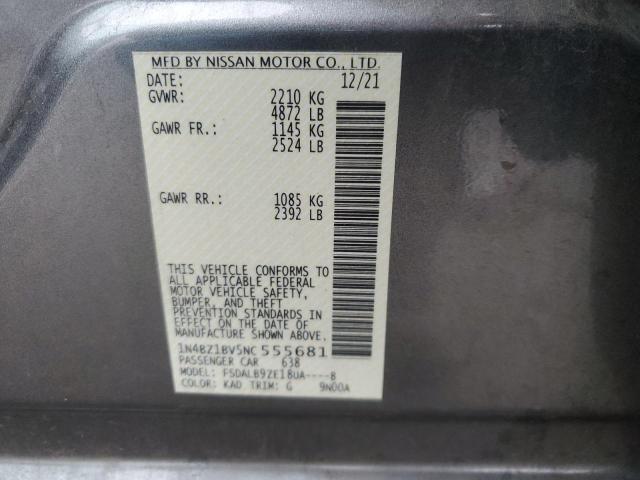 MFD BY NISSAN MOTOR CO., LTD.
DATE: 12/21
GVWR: 2210 KG
4872 LB
GAWR FR.: 1145 KG
2524 LB
GAWR RR.: 1085 KG
2392 LB
THIS VEHICLE CONFORMS TO
ALL APPLICABLE FEDERAL
MOTOR VEHICLE SAFETY,
BUMPER, AND THEFT
PREVENTION STANDARDS IN
EFFECT ON THE DATE OF
MANUFACTURE SHOWN ABOVE.
1N4BZ1BV5NC555681
PASSENGER CAR 638
MODEL: FSDALB9ZE18UA----8
COLOR: KAD TRIM: G 9N00A